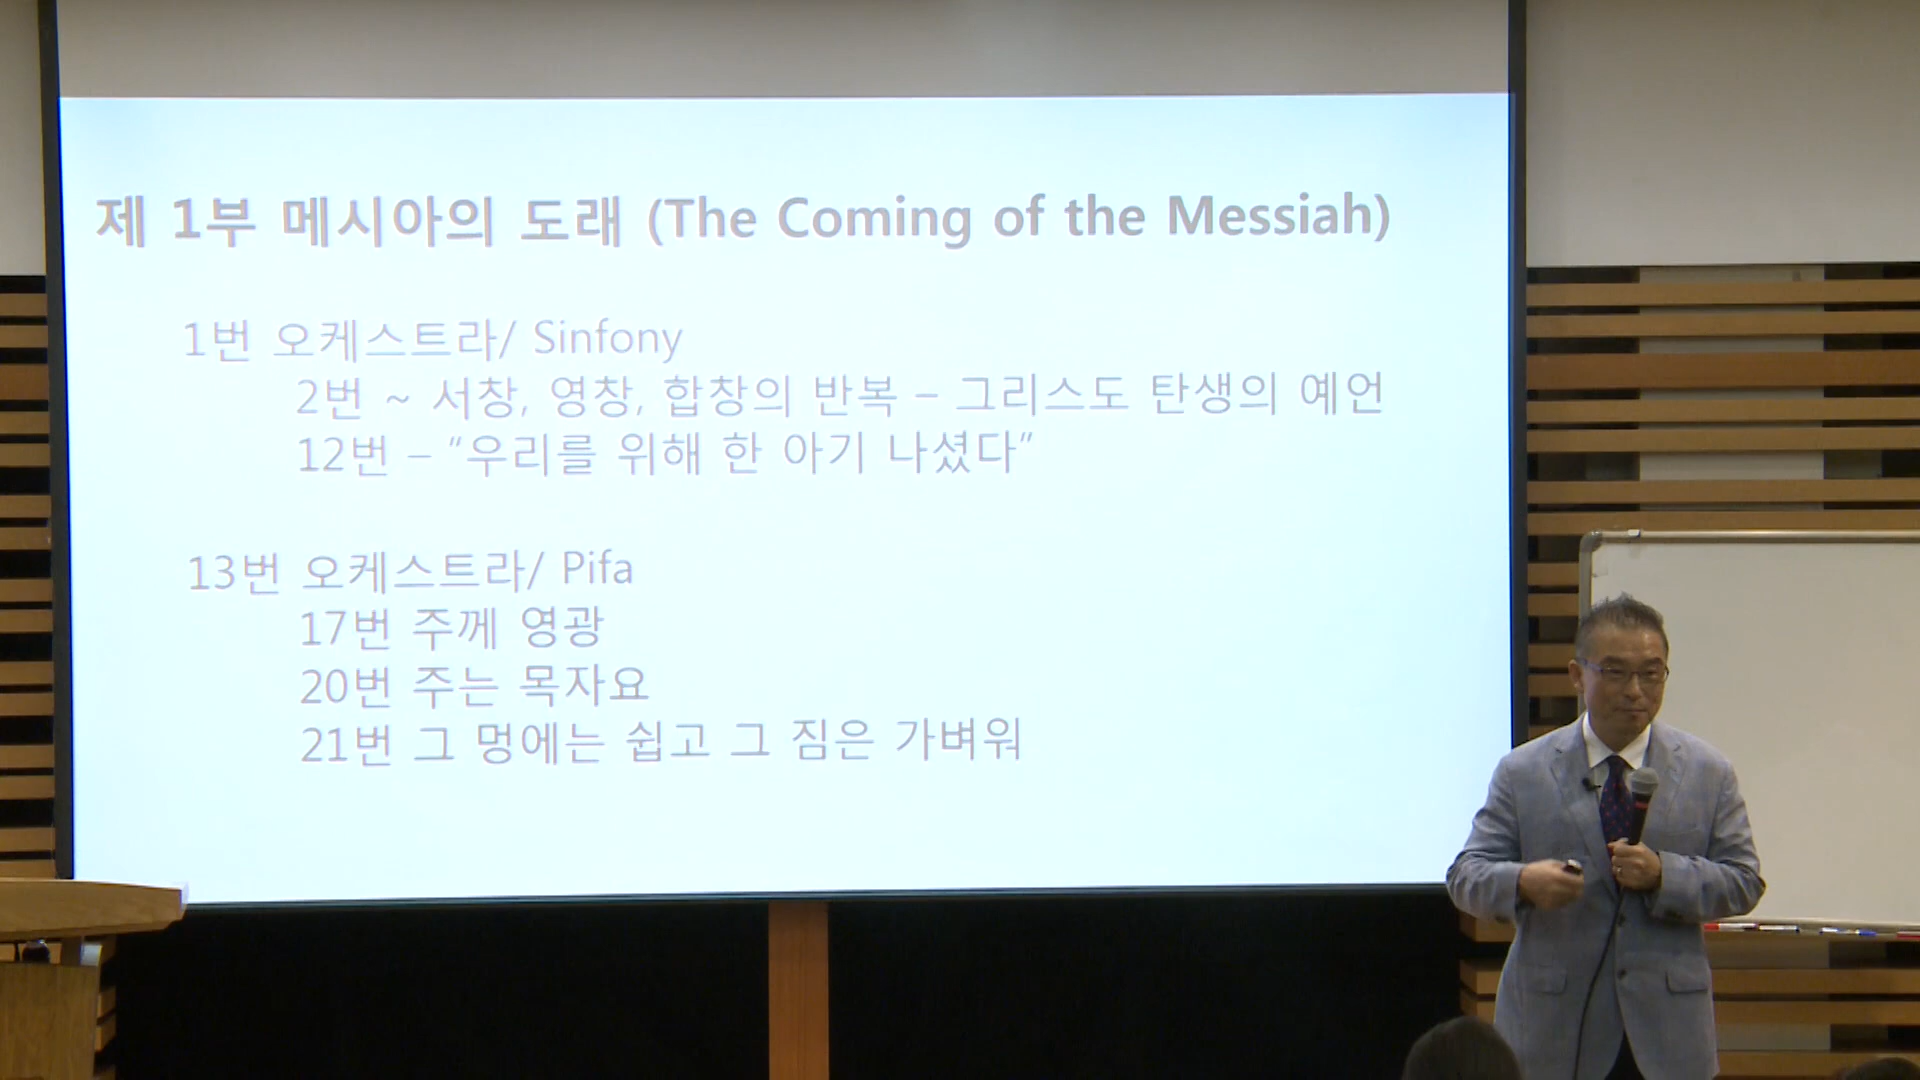 제 1부 메시아의 도래 (The Coming of the Messiah)
1번 오케스트라/ Sinfony
2번 ~ 서창, 영창, 합창의 반복 – 그리스도 탄생의 예언
12번 – “우리를 위해 한 아기 나셨다”
13번 오케스트라/ Pifa
17번 주께 영광
20번 주는 목자요
21번 그 멍에는 쉽고 그 짐은 가벼워